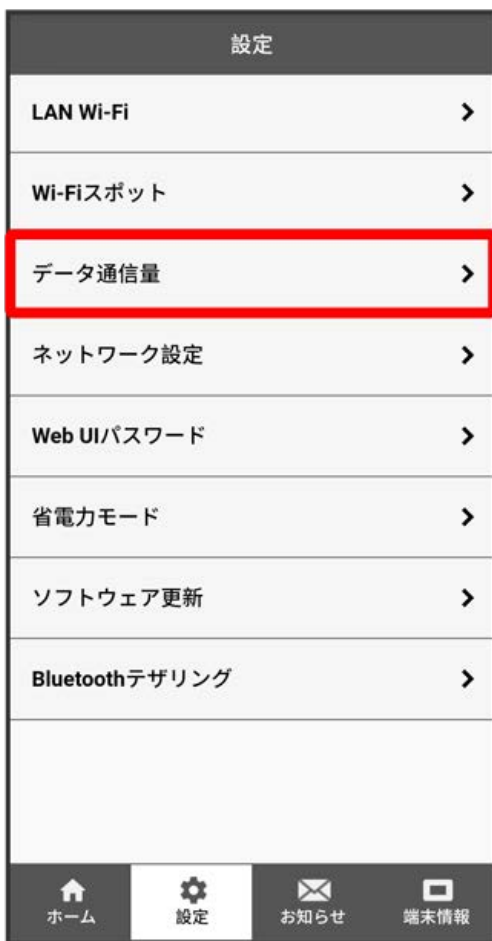 設定
LAN Wi-Fi
Wi-Fiスポット
データ通信量
ネットワーク設定
Web UIパスワード
省電力モード
ソフトウェア更新
Bluetoothテザリング
ホーム
設定
お知らせ
端末情報